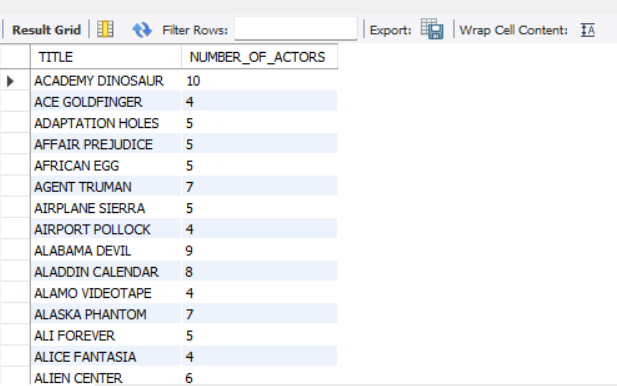 Result Grid Filter Rows: Export: Wrap Cell Content: IA
TITLE NUMBER_OF_ACTORS
ACADEMY DINOSAUR 10
ACE GOLDFINGER 4
ADAPTATION HOLES 5
AFFAIR PREJUDICE 5
AFRICAN EGG 5
AGENT TRUMAN 7
AIRPLANE SIERRA 5
AIRPORT POLLOCK 4
ALABAMA DEVIL 9
ALADDIN CALENDAR 8
ALAMO VIDEOTAPE 4
ALASKA PHANTOM 7
ALI FOREVER 5
ALICE FANTASIA 4
ALIEN CENTER 6